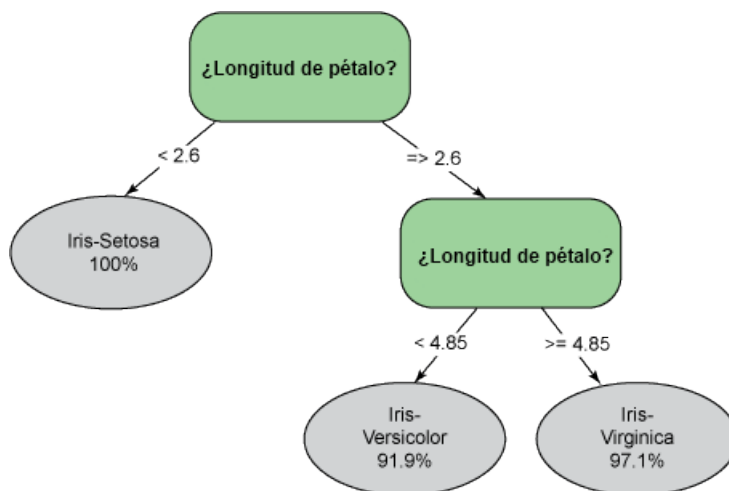 ¿Longitud de pétalo?
< 2.6
=> 2.6
Iris-Setosa
100%
¿Longitud de pétalo?
< 4.85
>= 4.85
Iris-
Versicolor
91.9%
Iris-
Virginica
97.1%